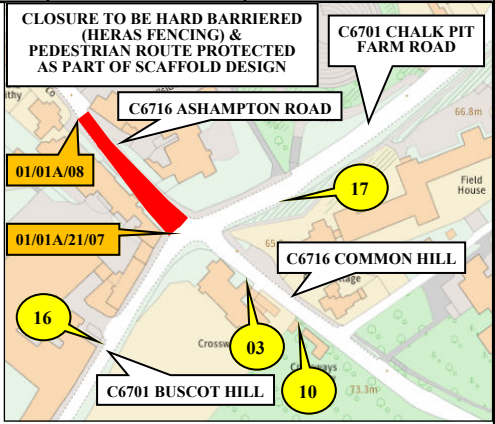 CLOSURE TO BE HARD BARRIERED
(HERAS FENCING) &
PEDESTRIAN ROUTE PROTECTED
AS PART OF SCAFFOLD DESIGN
C6701 CHALK PIT
FARM ROAD
C6716 ASHAMPTON ROAD
66.8m
01/01A/08
17
Field
House
01/01A/21/07
C6716 COMMON HILL
16
03
10
C6701 BUSCOT HILL
73.3m